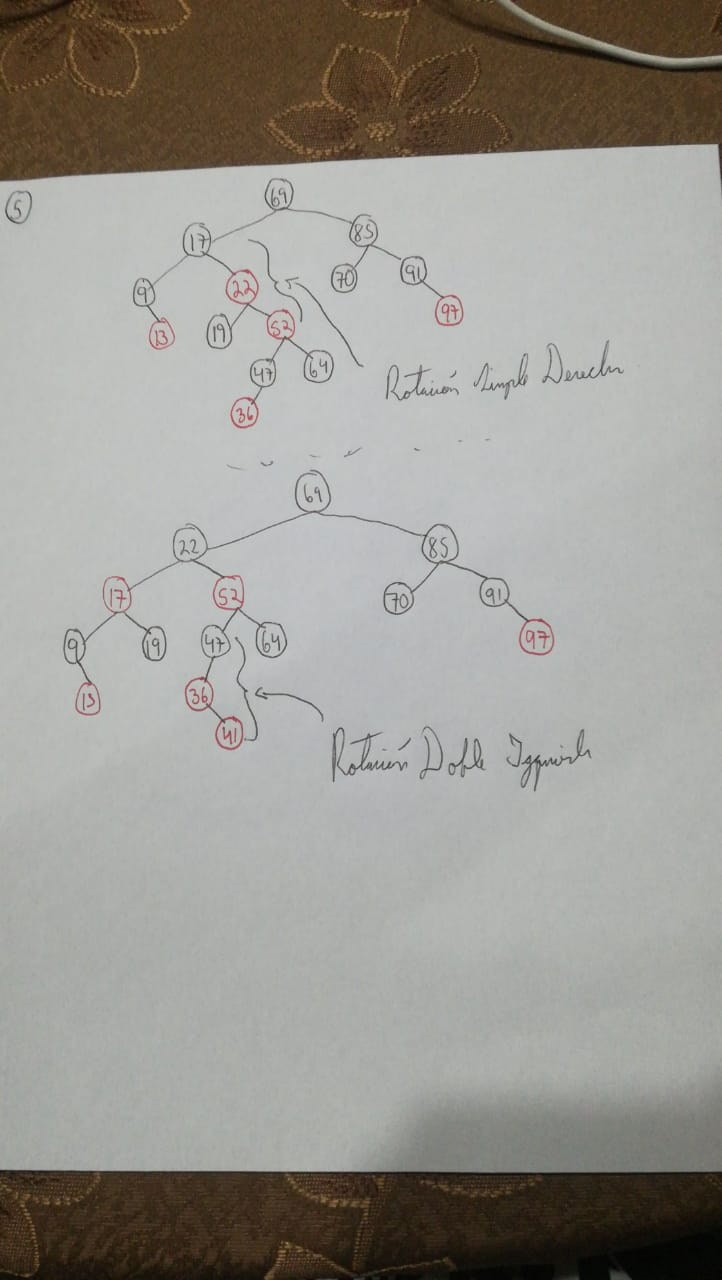 5
69
17 85
9 22 70 91
13 19 52 97
47 64
36
Rotación Simple Derecha
69
22 85
17 52 70 91
9 19 47 64 97
13 36
41
Rotación Doble Izquierda